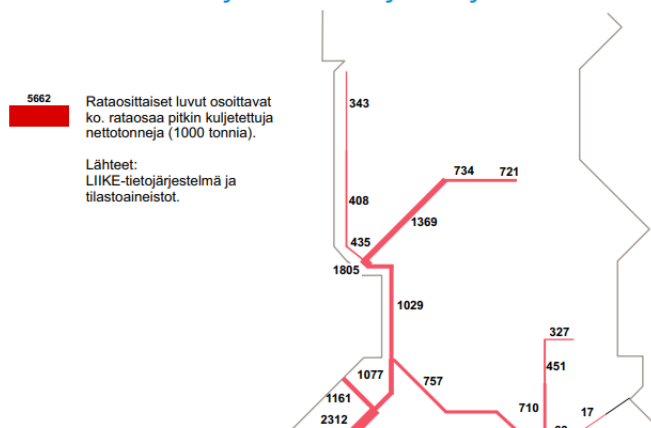 5662
Rataosittaiset luvut osoittavat
ko. rataosaa pitkin kuljetettuja
nettotonneja (1000 tonnia).
Lähteet:
LIIKE-tietojärjestelmä ja
tilastoaineistot.
343
734 721
408
1369
435
1805
1029
327
1077 757 451
1161
710 17
2312